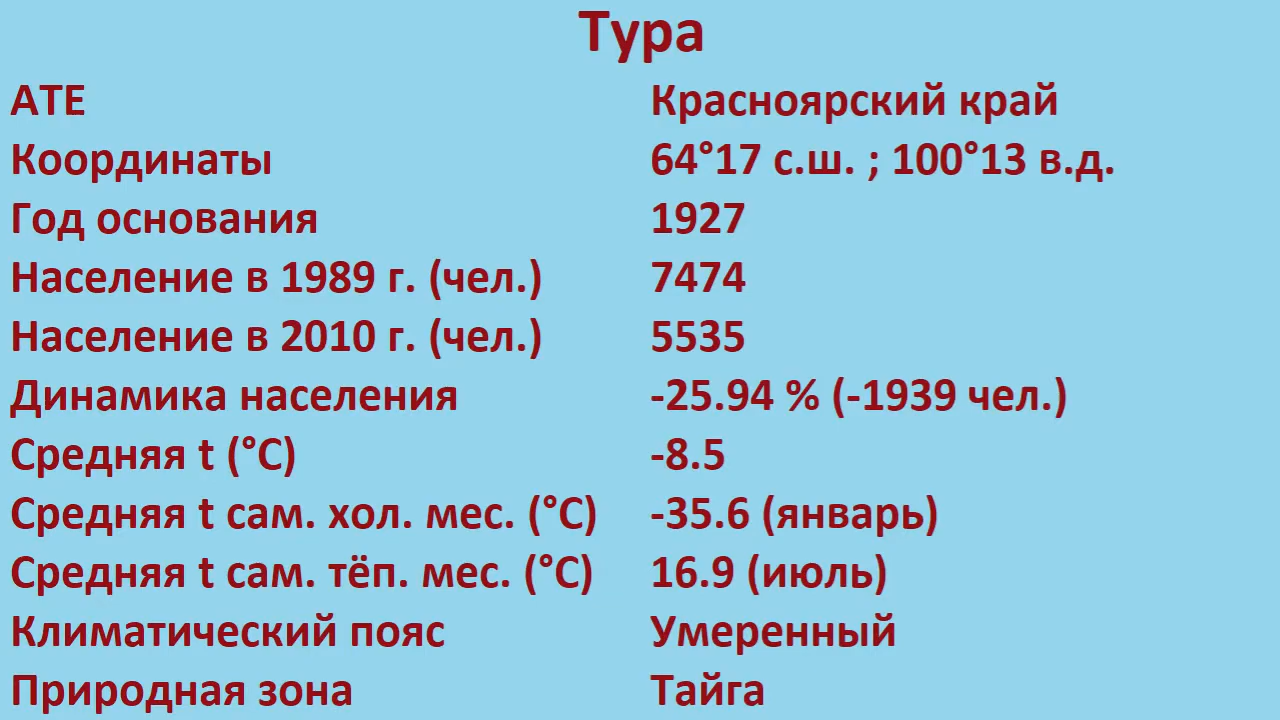 Тура
АТЕ Красноярский край
Координаты 64°17 с.ш. ; 100°13 в.д.
Год основания 1927
Население в 1989 г. (чел.) 7474
Население в 2010 г. (чел.) 5535
Динамика населения -25.94 % (-1939 чел.)
Средняя t (°C) -8.5
Средняя t сам. хол. мес. (°C) -35.6 (январь)
Средняя t сам. тёп. мес. (°C) 16.9 (июль)
Климатический пояс Умеренный
Природная зона Тайга